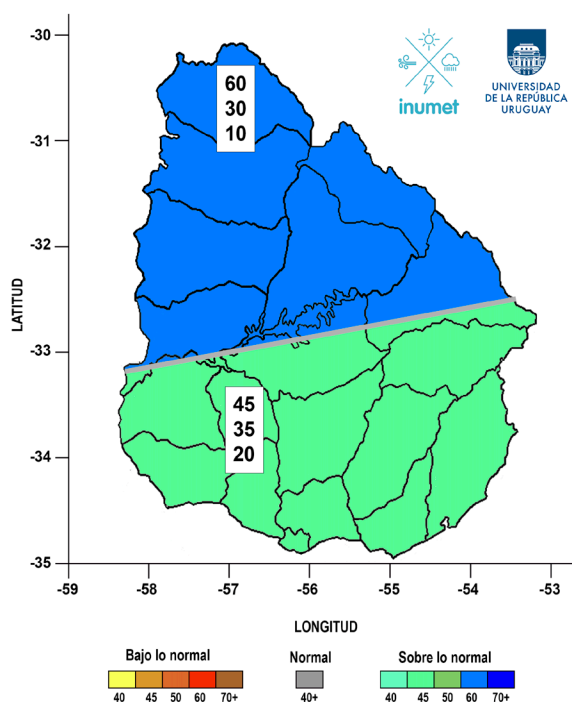 inumet
UNIVERSIDAD
DE LA REPÚBLICA
URUGUAY
-30
-31
-32
-33
-34
-35
LATITUD
60
30
10
45
35
20
-59 -58 -57 -56 -55 -54 -53
LONGITUD
Bajo lo normal Normal Sobre lo normal
40 45 50 60 70+ 40+ 40 45 50 60 70+